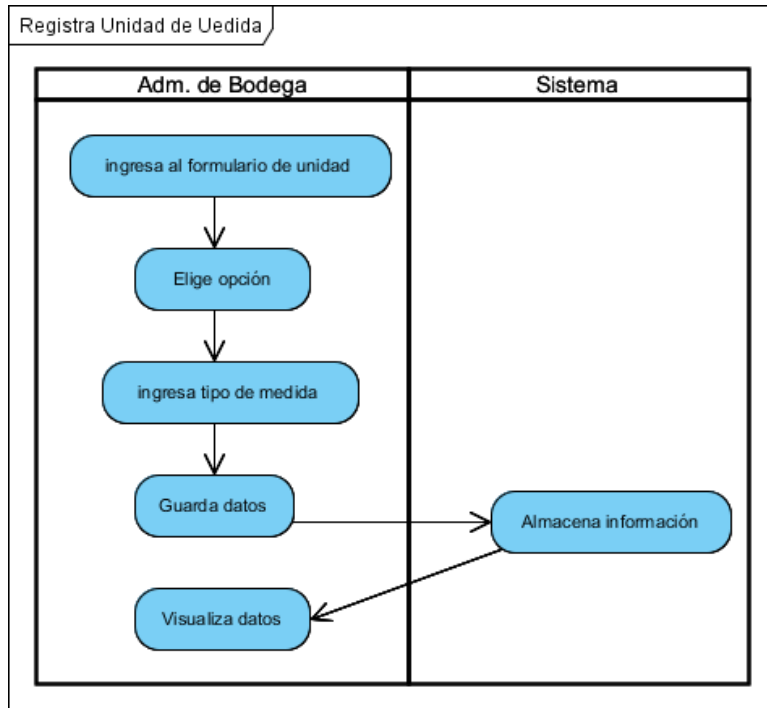 Registra Unidad de Uedida
Adm. de Bodega
Sistema
ingresa al formulario de unidad
Elige opción
ingresa tipo de medida
Guarda datos
Almacena información
Visualiza datos